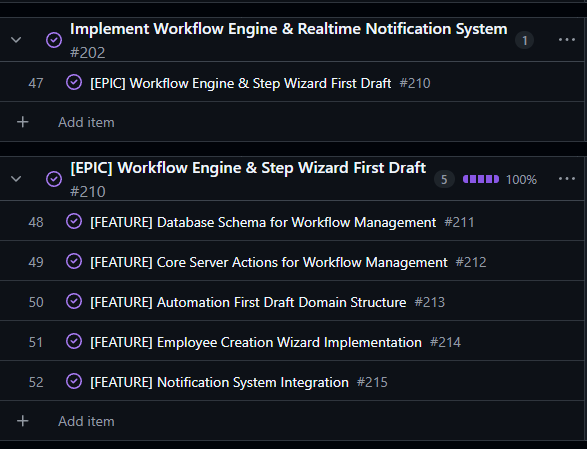 Implement Workflow Engine & Realtime Notification System 1
#202
47 [EPIC] Workflow Engine & Step Wizard First Draft #210
Add item
[EPIC] Workflow Engine & Step Wizard First Draft 5 100%
#210
48 [FEATURE] Database Schema for Workflow Management #211
49 [FEATURE] Core Server Actions for Workflow Management #212
50 [FEATURE] Automation First Draft Domain Structure #213
51 [FEATURE] Employee Creation Wizard Implementation #214
52 [FEATURE] Notification System Integration #215
Add item